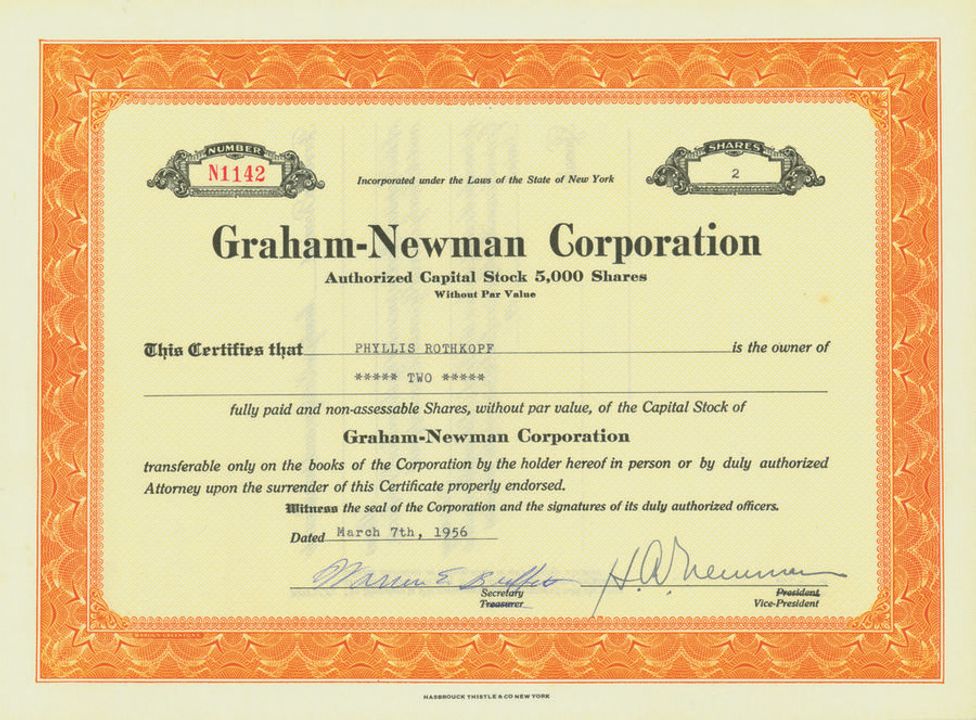 NUMBER
N1142
SHARES
2
Incorporated under the Laws of the State of New York
Graham-Newman Corporation
Authorized Capital Stock 5,000 Shares
Without Par Value
This Certifies that PHYLLIS ROTHKOPF is the owner of
***** TWO *****
fully paid and non-assessable Shares, without par value, of the Capital Stock of
Graham-Newman Corporation
transferable only on the books of the Corporation by the holder hereof in person or by duly authorized
Attorney upon the surrender of this Certificate properly endorsed.
Witness the seal of the Corporation and the signatures of its duly authorized officers.
Dated March 7th, 1956
Warren E Buffett H.A. Newman
Secretary President
Treasurer Vice-President
HASBROUCK THISTLE & CO NEW YORK